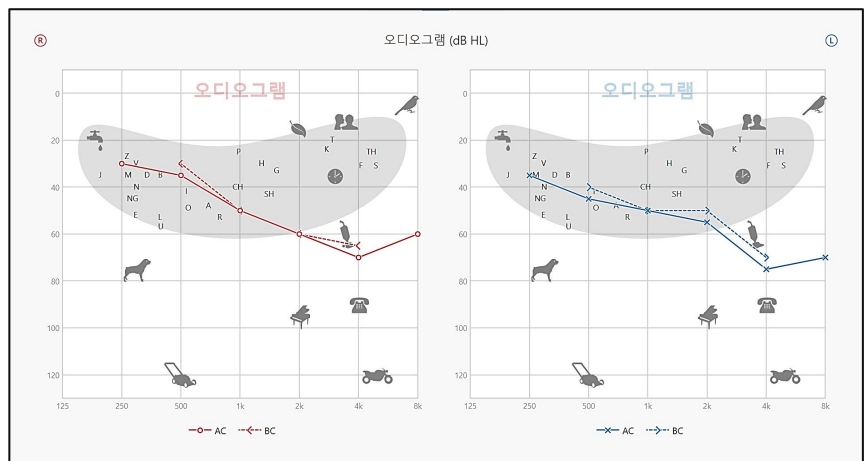 R
오디오그램 (dB HL)
L
오디오그램
0
20
40
60
80
100
120
125
250
500
1k
2k
4k
8k
Z
V
J
M
D
B
N
NG
E
L
U
P
H
G
CH
SH
I
O
A
R
T
K
TH
F
S
AC
BC
오디오그램
0
20
40
60
80
100
120
125
250
500
1k
2k
4k
8k
Z
V
J
M
D
B
N
NG
E
L
U
P
H
G
CH
SH
O
R
T
K
TH
F
S
AC
BC